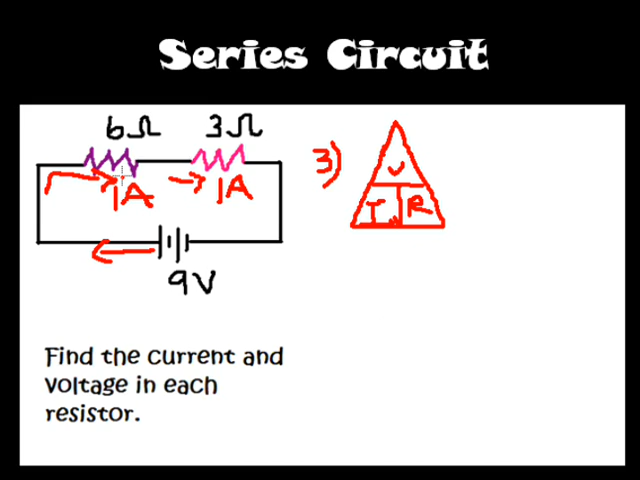 Series Circuit
6Ω 3Ω
3)
V
1A 1A
I R
9V
Find the current and
voltage in each
resistor.